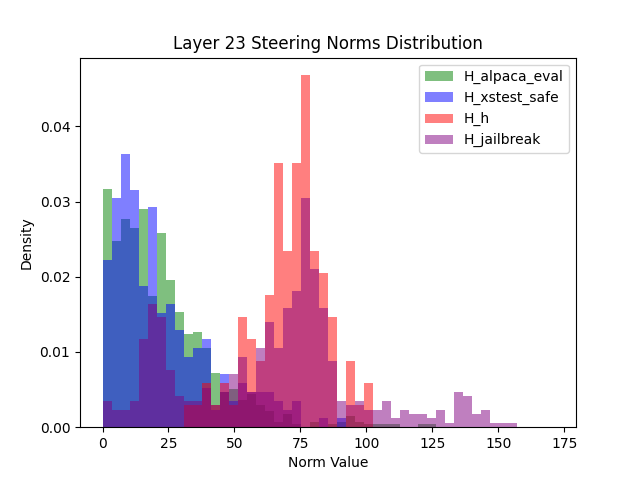 Layer 23 Steering Norms Distribution
H_alpaca_eval
H_xstest_safe
H_h
H_jailbreak
Density
0.04
0.03
0.02
0.01
0.00
0 25 50 75 100 125 150 175
Norm Value